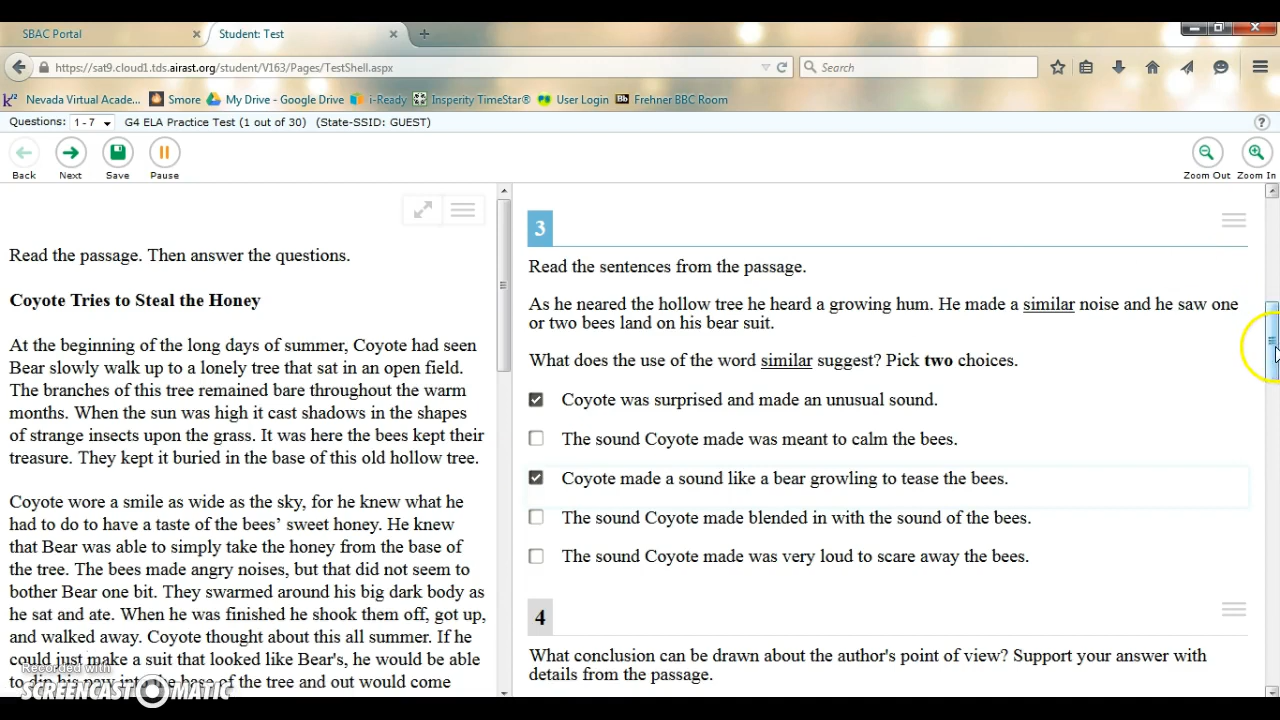 SBAC Portal
Student: Test
https://sat9.cloud1.tds.airast.org/student/V163/Pages/TestShell.aspx
Search
Nevada Virtual Acade... Smore My Drive - Google Drive i-Ready Insperity TimeStar® User Login Bb Frehner BBC Room
Questions: 1 - 7 G4 ELA Practice Test (1 out of 30) (State-SSID: GUEST)
Back Next Save Pause Zoom Out Zoom In
Read the passage. Then answer the questions.
Coyote Tries to Steal the Honey
At the beginning of the long days of summer, Coyote had seen
Bear slowly walk up to a lonely tree that sat in an open field.
The branches of this tree remained bare throughout the warm
months. When the sun was high it cast shadows in the shapes
of strange insects upon the grass. It was here the bees kept their
treasure. They kept it buried in the base of this old hollow tree.
Coyote wore a smile as wide as the sky, for he knew what he
had to do to have a taste of the bees’ sweet honey. He knew
that Bear was able to simply take the honey from the base of
the tree. The bees made angry noises, but that did not seem to
bother Bear one bit. They swarmed around his big dark body as
he sat and ate. When he was finished he shook them off, got up,
and walked away. Coyote thought about this all summer. If he
could just make a suit that looked like Bear's, he would be able
to dip his paw into the base of the tree and out would come
3
Read the sentences from the passage.
As he neared the hollow tree he heard a growing hum. He made a similar noise and he saw one
or two bees land on his bear suit.
What does the use of the word similar suggest? Pick two choices.
Coyote was surprised and made an unusual sound.
The sound Coyote made was meant to calm the bees.
Coyote made a sound like a bear growling to tease the bees.
The sound Coyote made blended in with the sound of the bees.
The sound Coyote made was very loud to scare away the bees.
4
What conclusion can be drawn about the author's point of view? Support your answer with
details from the passage.
Recorded with
SCREENCAST MATIC